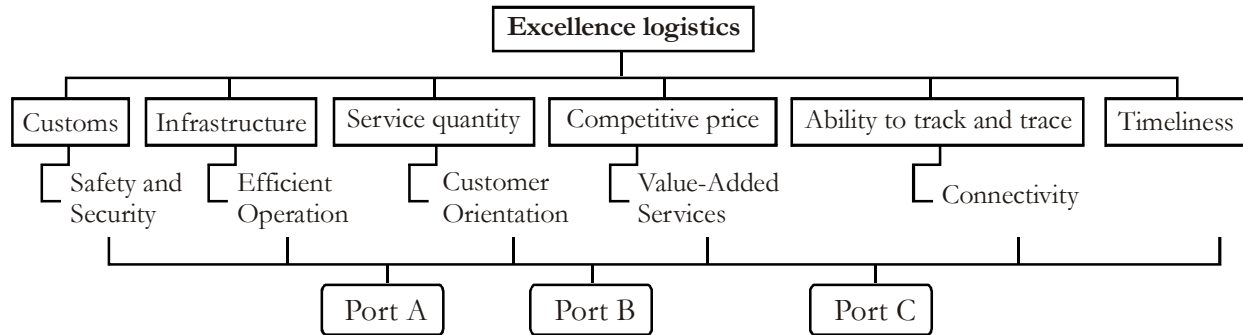 Excellence logistics
Customs
Infrastructure
Service quantity
Competitive price
Ability to track and trace
Timeliness
Safety and
Security
Efficient
Operation
Customer
Orientation
Value-Added
Services
Connectivity
Port A
Port B
Port C